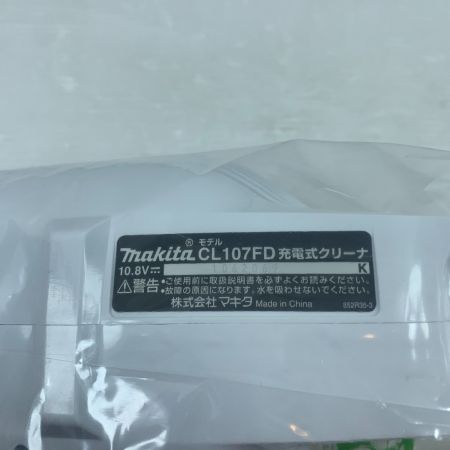 モデル
makita® CL107FD 充電式クリーナ
10.8V K
⚠警告 •ご使用前に取扱説明書を必ずよくお読みください。
•故障の原因になります。水を吸わせないでください。
株式会社マキタ Made in China 852R36-3